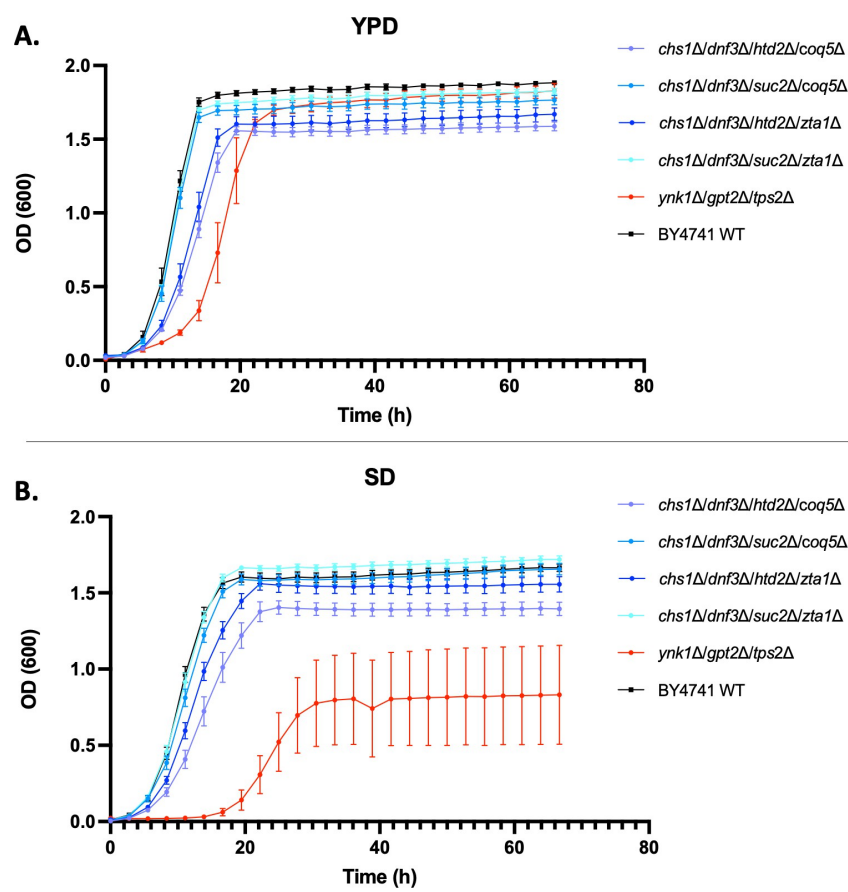 A.
YPD
2.0
1.5
1.0
0.5
0.0
OD (600)
0
20
40
60
80
Time (h)
chs1Δ/dnf3Δ/htd2Δ/coq5Δ
chs1Δ/dnf3Δ/suc2Δ/coq5Δ
chs1Δ/dnf3Δ/htd2Δ/zta1Δ
chs1Δ/dnf3Δ/suc2Δ/zta1Δ
ynk1Δ/gpt2Δ/tps2Δ
BY4741 WT
B.
SD
2.0
1.5
1.0
0.5
0.0
OD (600)
0
20
40
60
80
Time (h)
chs1Δ/dnf3Δ/htd2Δ/coq5Δ
chs1Δ/dnf3Δ/suc2Δ/coq5Δ
chs1Δ/dnf3Δ/htd2Δ/zta1Δ
chs1Δ/dnf3Δ/suc2Δ/zta1Δ
ynk1Δ/gpt2Δ/tps2Δ
BY4741 WT